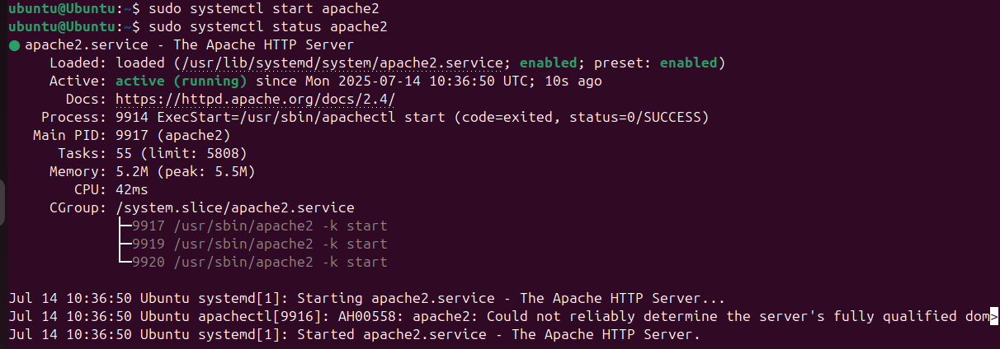 ubuntu@Ubuntu:~$ sudo systemctl start apache2
ubuntu@Ubuntu:~$ sudo systemctl status apache2
● apache2.service - The Apache HTTP Server
     Loaded: loaded (/usr/lib/systemd/system/apache2.service; enabled; preset: enabled)
     Active: active (running) since Mon 2025-07-14 10:36:50 UTC; 10s ago
       Docs: https://httpd.apache.org/docs/2.4/
    Process: 9914 ExecStart=/usr/sbin/apachectl start (code=exited, status=0/SUCCESS)
   Main PID: 9917 (apache2)
      Tasks: 55 (limit: 5808)
     Memory: 5.2M (peak: 5.5M)
        CPU: 42ms
     CGroup: /system.slice/apache2.service
             ├─9917 /usr/sbin/apache2 -k start
             ├─9919 /usr/sbin/apache2 -k start
             └─9920 /usr/sbin/apache2 -k start

Jul 14 10:36:50 Ubuntu systemd[1]: Starting apache2.service - The Apache HTTP Server...
Jul 14 10:36:50 Ubuntu apachectl[9916]: AH00558: apache2: Could not reliably determine the server's fully qualified dom>
Jul 14 10:36:50 Ubuntu systemd[1]: Started apache2.service - The Apache HTTP Server.